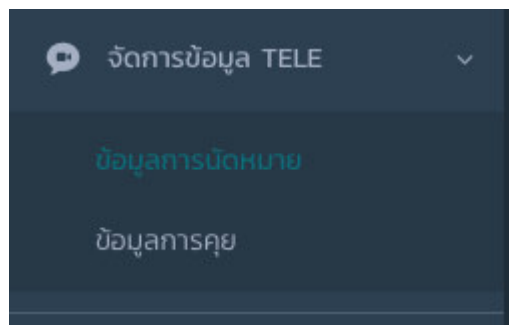 จัดการข้อมูล TELE
ข้อมูลการนัดหมาย
ข้อมูลการคุย